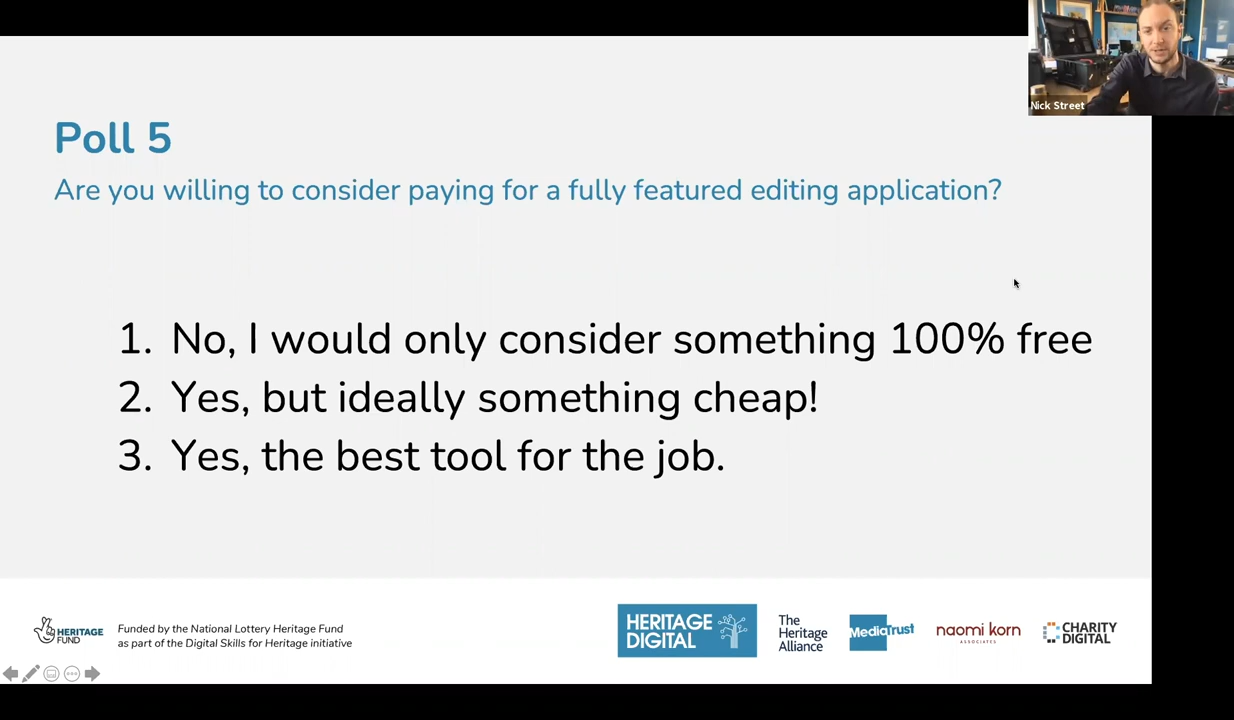 Nick Street
Poll 5
Are you willing to consider paying for a fully featured editing application?
1. No, I would only consider something 100% free
2. Yes, but ideally something cheap!
3. Yes, the best tool for the job.
HERITAGE
FUND
Funded by the National Lottery Heritage Fund
as part of the Digital Skills for Heritage initiative
HERITAGE
DIGITAL
The
Heritage
Alliance
MediaTrust
naomi korn
ASSOCIATES
CHARITY
DIGITAL